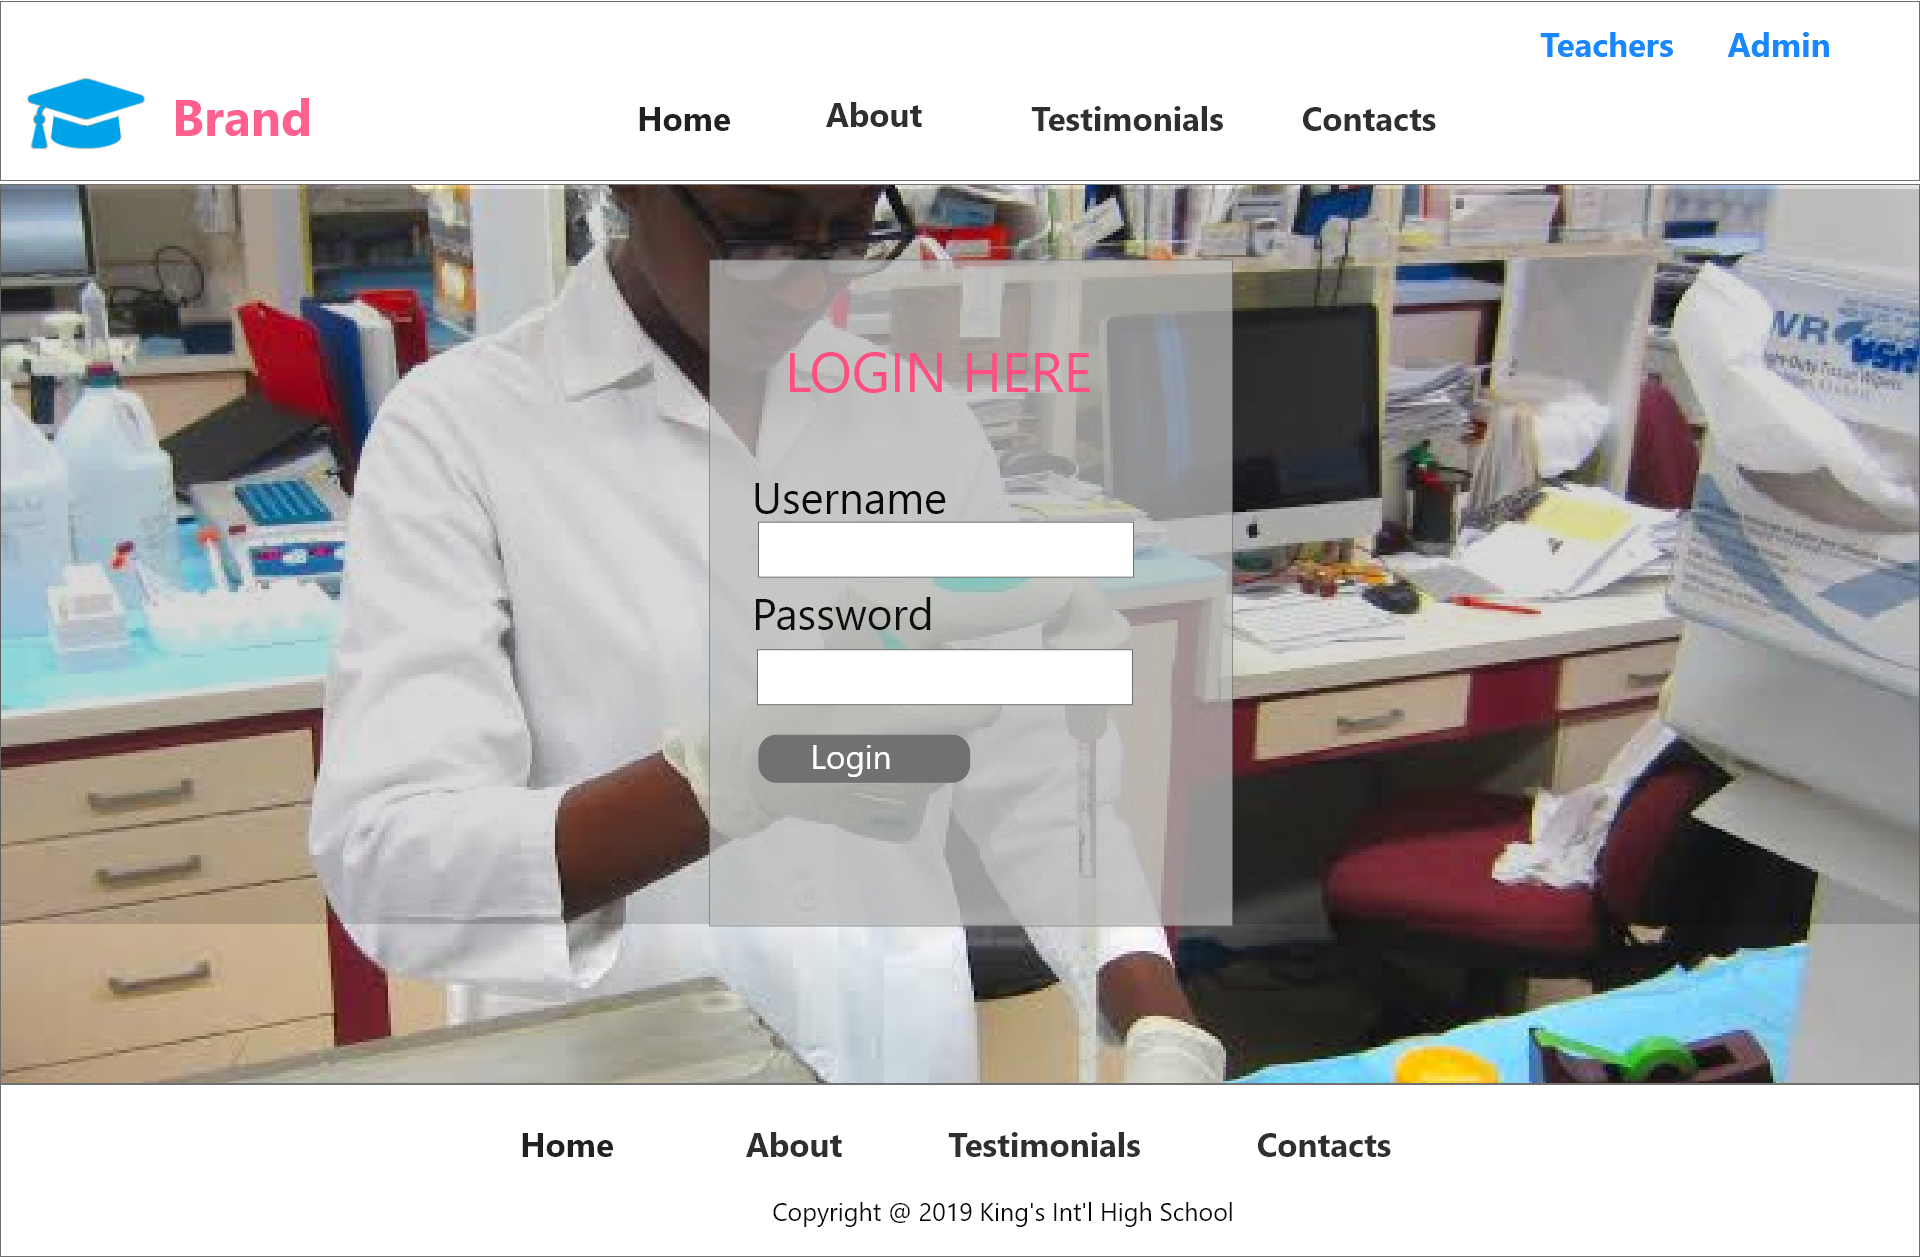 Teachers Admin
Brand
Home About Testimonials Contacts
LOGIN HERE
Username
Password
Login
Home About Testimonials Contacts
Copyright @ 2019 King's Int'l High School